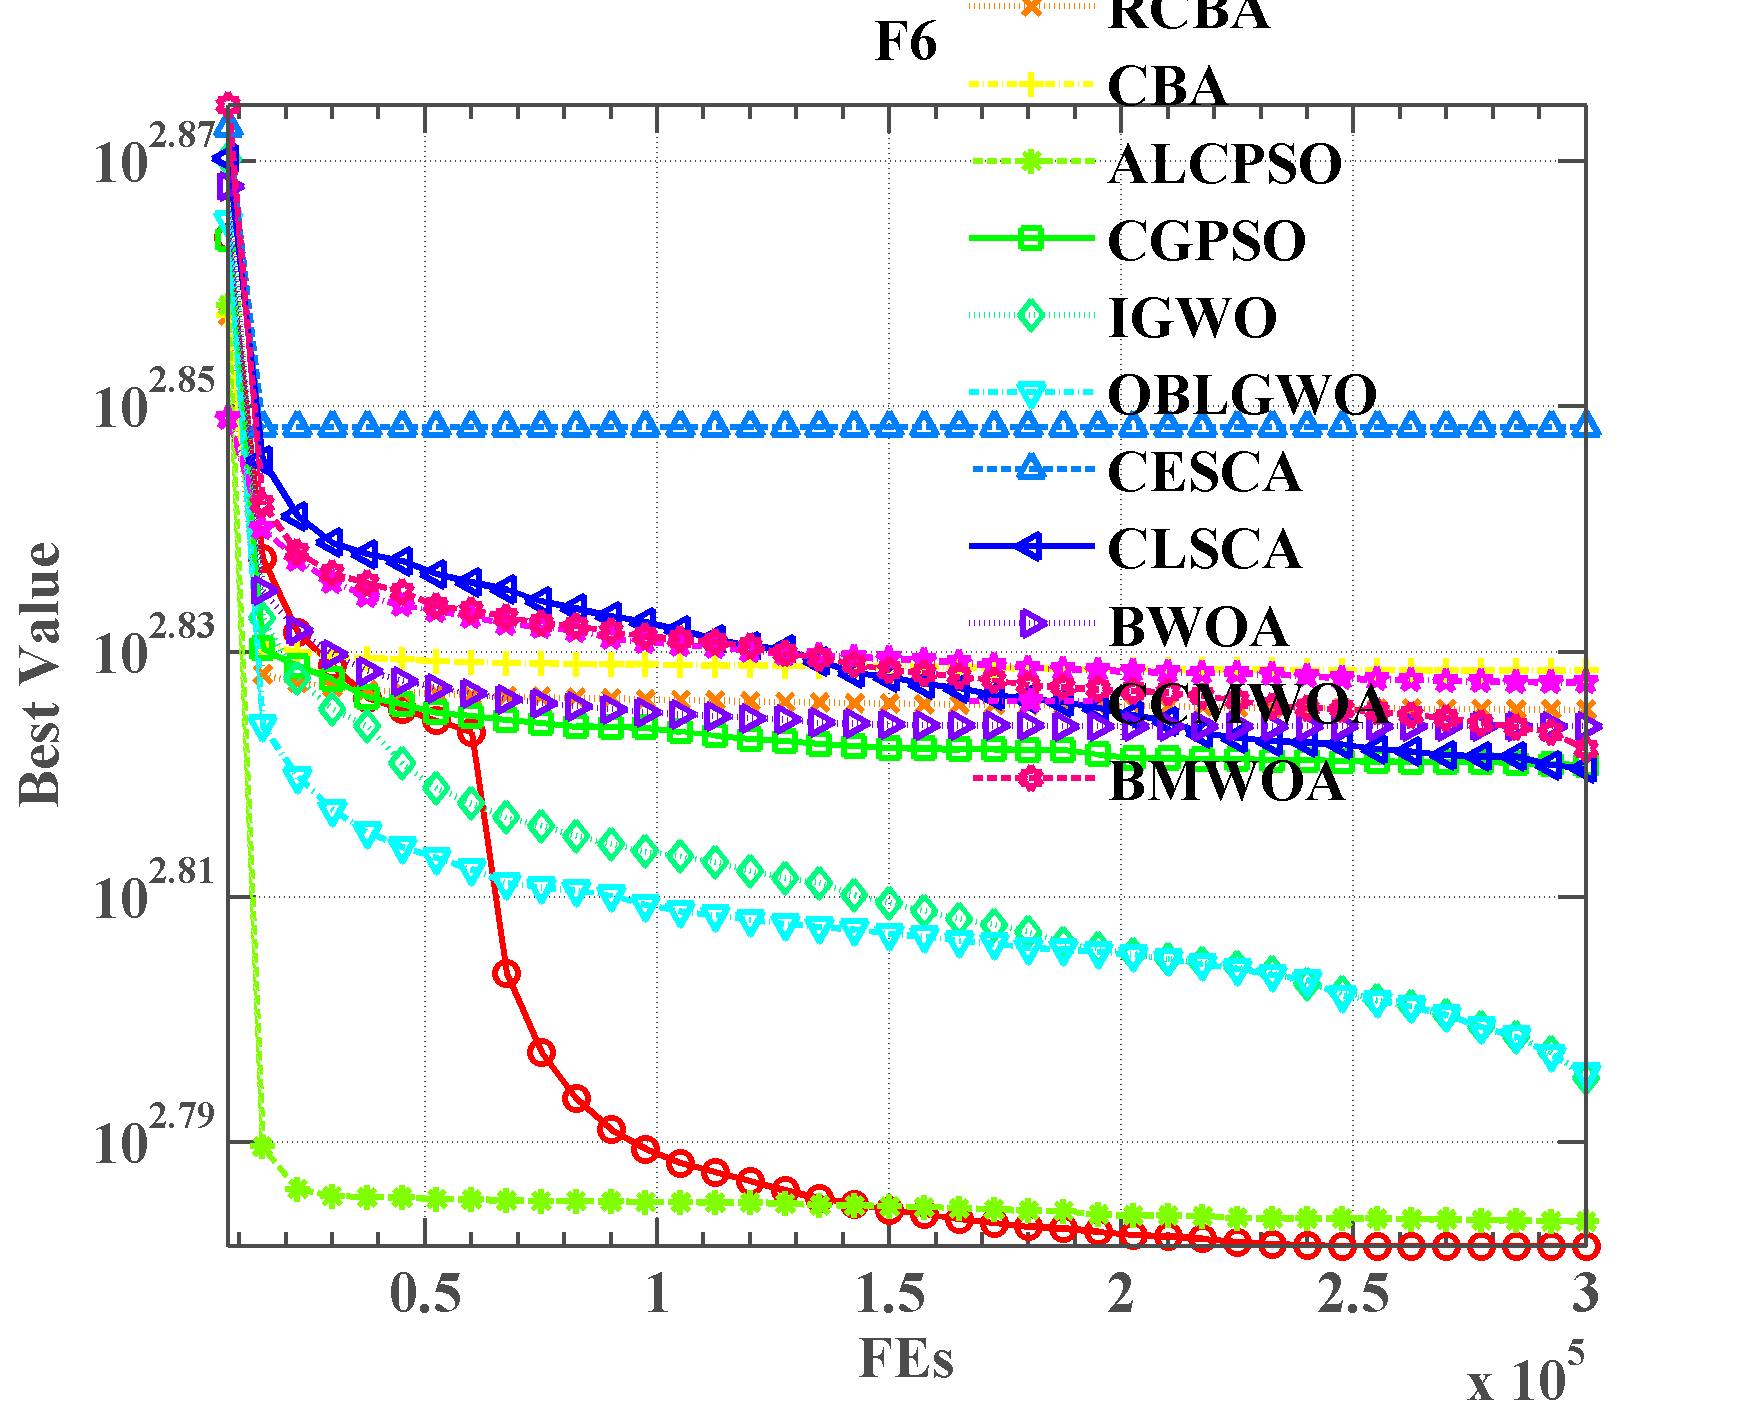 RCBA
F6
CBA
ALCPSO
CGPSO
IGWO
OBLGWO
CESCA
CLSCA
BWOA
CCMWOA
BMWOA
10^2.87
10^2.85
10^2.83
10^2.81
10^2.79
Best Value
0.5 1 1.5 2 2.5 3
FEs
x 10^5